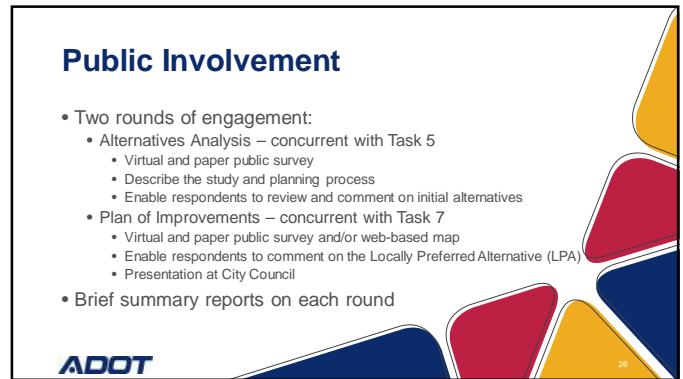 Public Involvement
• Two rounds of engagement:
• Alternatives Analysis – concurrent with Task 5
• Virtual and paper public survey
• Describe the study and planning process
• Enable respondents to review and comment on initial alternatives
• Plan of Improvements – concurrent with Task 7
• Virtual and paper public survey and/or web-based map
• Enable respondents to comment on the Locally Preferred Alternative (LPA)
• Presentation at City Council
• Brief summary reports on each round
ADOT
26